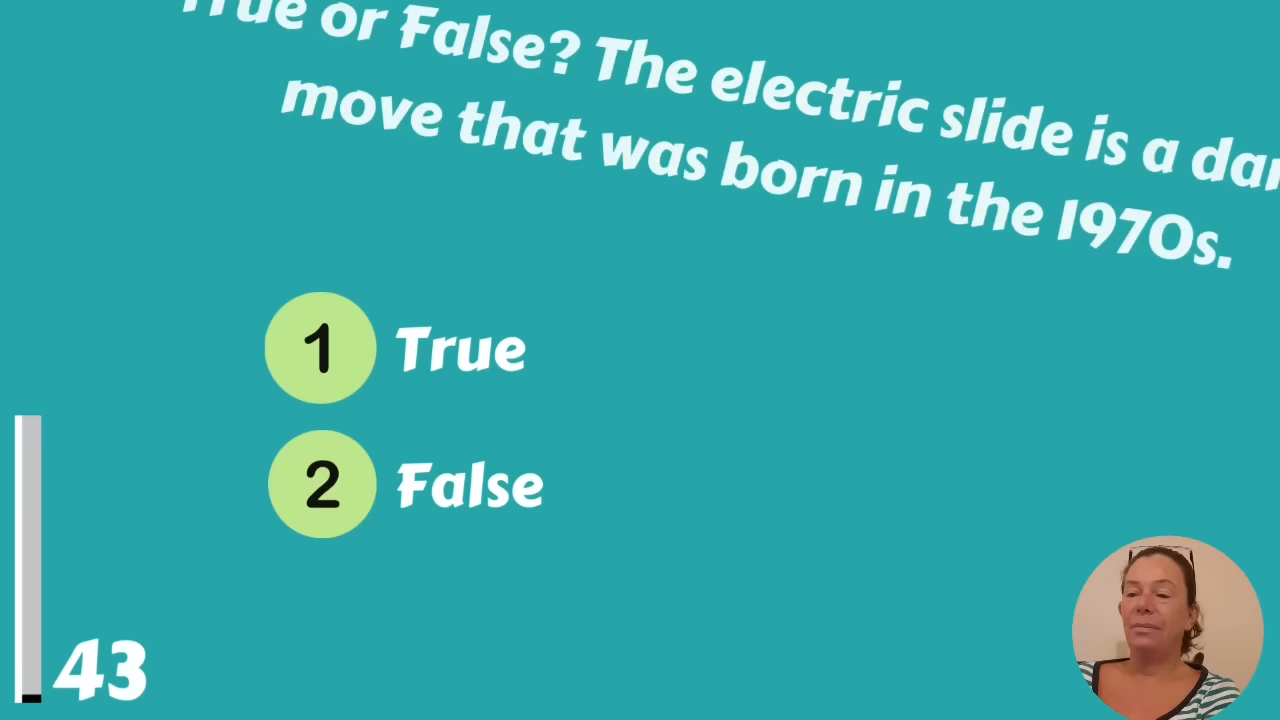 True or False? The electric slide is a
move that was born in the 1970s.
1 True
2 False
43